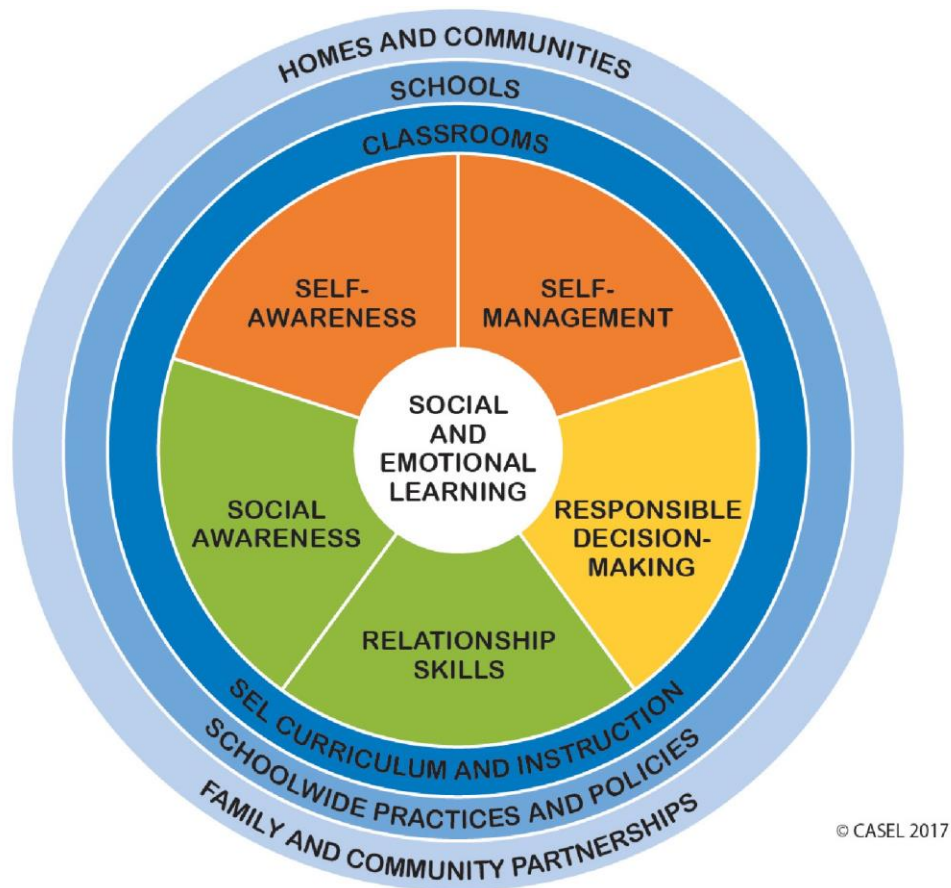 HOMES AND COMMUNITIES
SCHOOLS
CLASSROOMS
SELF-
AWARENESS
SELF-
MANAGEMENT
SOCIAL
AND
EMOTIONAL
LEARNING
SOCIAL
AWARENESS
RESPONSIBLE
DECISION-
MAKING
RELATIONSHIP
SKILLS
SEL CURRICULUM AND INSTRUCTION
SCHOOLWIDE PRACTICES AND POLICIES
FAMILY AND COMMUNITY PARTNERSHIPS
© CASEL 2017